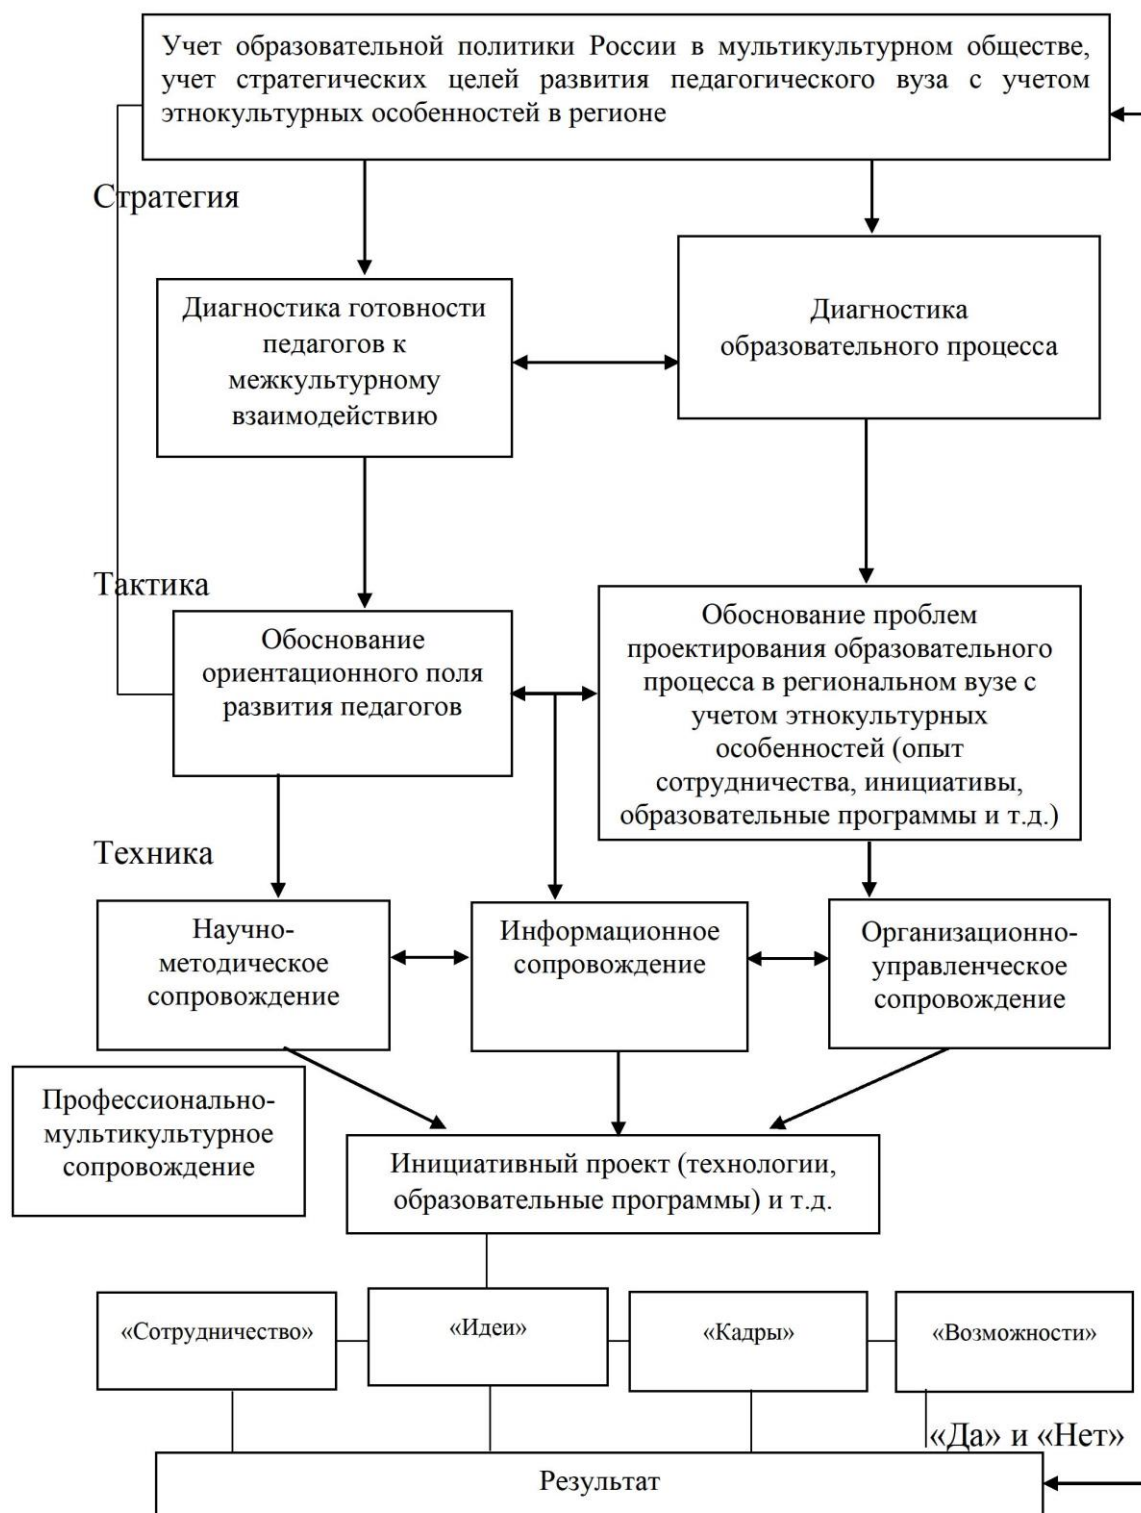 Учет образовательной политики России в мультикультурном обществе,
учет стратегических целей развития педагогического вуза с учетом
этнокультурных особенностей в регионе
Стратегия
Диагностика готовности
педагогов к
межкультурному
взаимодействию
Диагностика
образовательного процесса
Тактика
Обоснование
ориентационного поля
развития педагогов
Обоснование проблем
проектирования образовательного
процесса в региональном вузе с
учетом этнокультурных
особенностей (опыт
сотрудничества, инициативы,
образовательные программы и т.д.)
Техника
Научно-
методическое
сопровождение
Информационное
сопровождение
Организационно-
управленческое
сопровождение
Профессионально-
мультикультурное
сопровождение
Инициативный проект (технологии,
образовательные программы) и т.д.
«Сотрудничество»
«Идеи»
«Кадры»
«Возможности»
«Да» и «Нет»
Результат